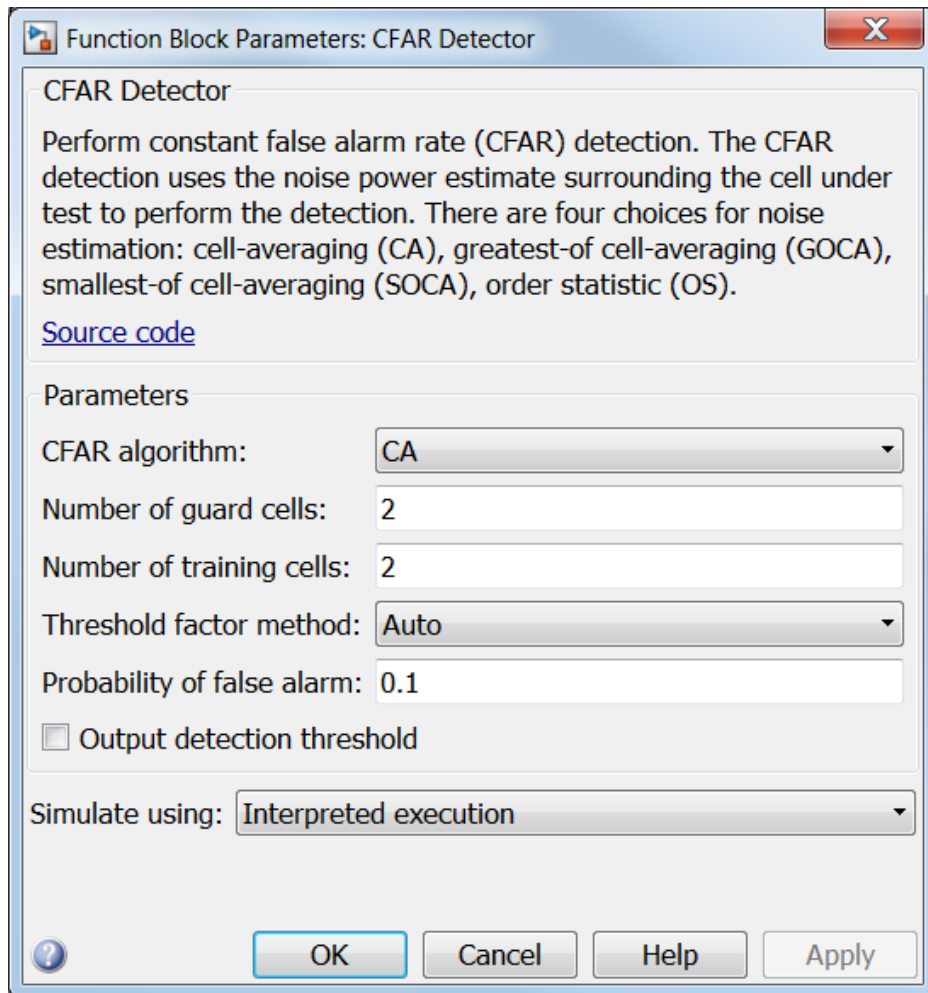 Function Block Parameters: CFAR Detector
X
CFAR Detector
Perform constant false alarm rate (CFAR) detection. The CFAR
detection uses the noise power estimate surrounding the cell under
test to perform the detection. There are four choices for noise
estimation: cell-averaging (CA), greatest-of cell-averaging (GOCA),
smallest-of cell-averaging (SOCA), order statistic (OS).
Source code
Parameters
CFAR algorithm: CA
Number of guard cells: 2
Number of training cells: 2
Threshold factor method: Auto
Probability of false alarm: 0.1
Output detection threshold
Simulate using: Interpreted execution
? OK Cancel Help Apply